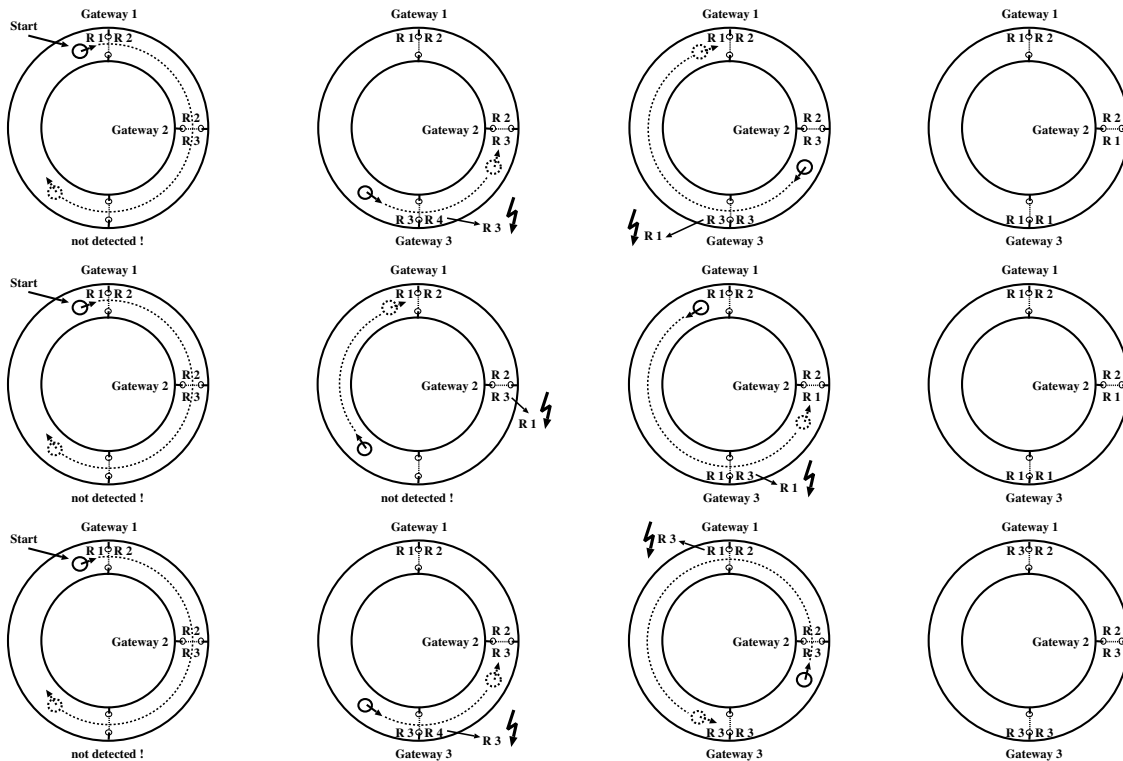 Gateway 1 Gateway 1 Gateway 1 Gateway 1
Start
R 1 R 2 R 1 R 2 R 1 R 2 R 1 R 2
R 2 R 2 R 2 R 2
Gateway 2 Gateway 2 Gateway 2 Gateway 2
R 3 R 3 R 3 R 1
R 3 R 4 R 3 R 3 R 3 R 1 R 1
R 1
not detected ! Gateway 3 Gateway 3 Gateway 3
Gateway 1 Gateway 1 Gateway 1 Gateway 1
Start
R 1 R 2 R 1 R 2 R 1 R 2 R 1 R 2
R 2 R 2 R 2 R 2
Gateway 2 Gateway 2 Gateway 2 Gateway 2
R 3 R 3 R 1 R 1
R 1
R 1 R 3 R 1 R 1
R 1
not detected ! not detected ! Gateway 3 Gateway 3
Gateway 1 Gateway 1 Gateway 1 Gateway 1
Start R 3
R 1 R 2 R 1 R 2 R 1 R 2 R 3 R 2
R 2 R 2 R 2 R 2
Gateway 2 Gateway 2 Gateway 2 Gateway 2
R 3 R 3 R 3 R 3
R 3 R 4 R 3 R 3 R 3 R 3 R 3
not detected ! Gateway 3 Gateway 3 Gateway 3